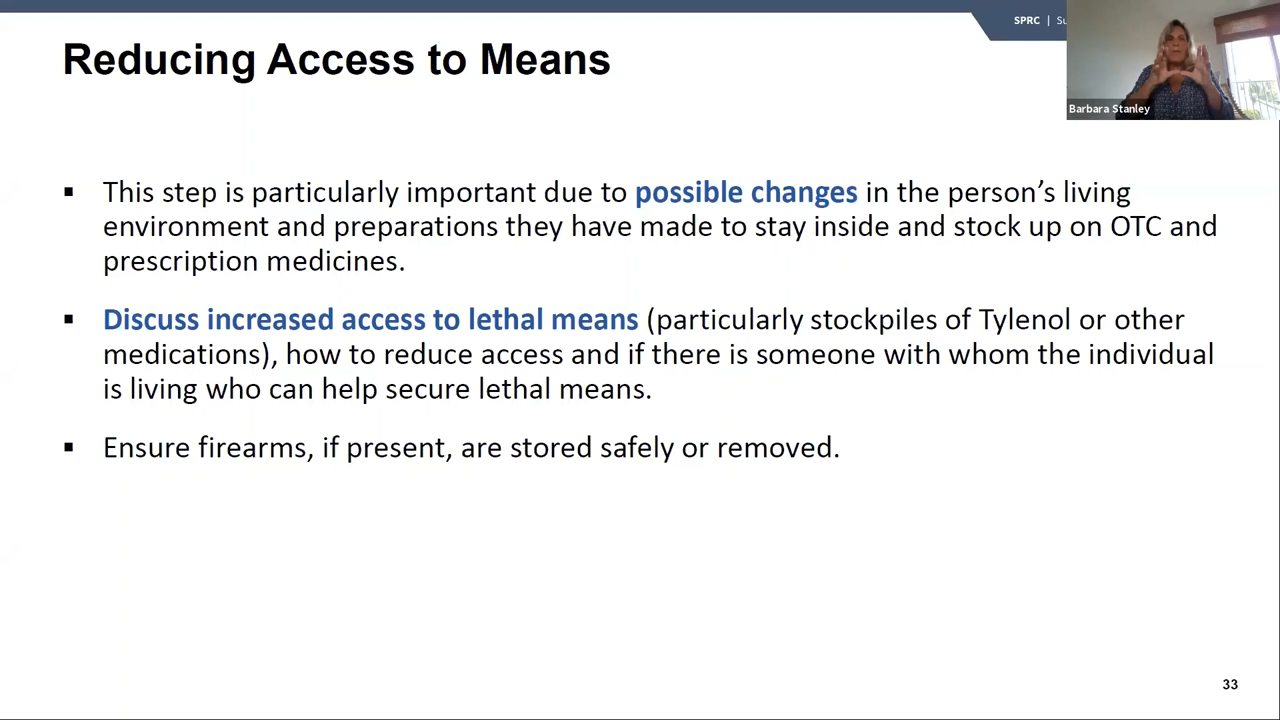 SPRC |
Reducing Access to Means
Barbara Stanley
▪ This step is particularly important due to possible changes in the person’s living
environment and preparations they have made to stay inside and stock up on OTC and
prescription medicines.
▪ Discuss increased access to lethal means (particularly stockpiles of Tylenol or other
medications), how to reduce access and if there is someone with whom the individual
is living who can help secure lethal means.
▪ Ensure firearms, if present, are stored safely or removed.
33